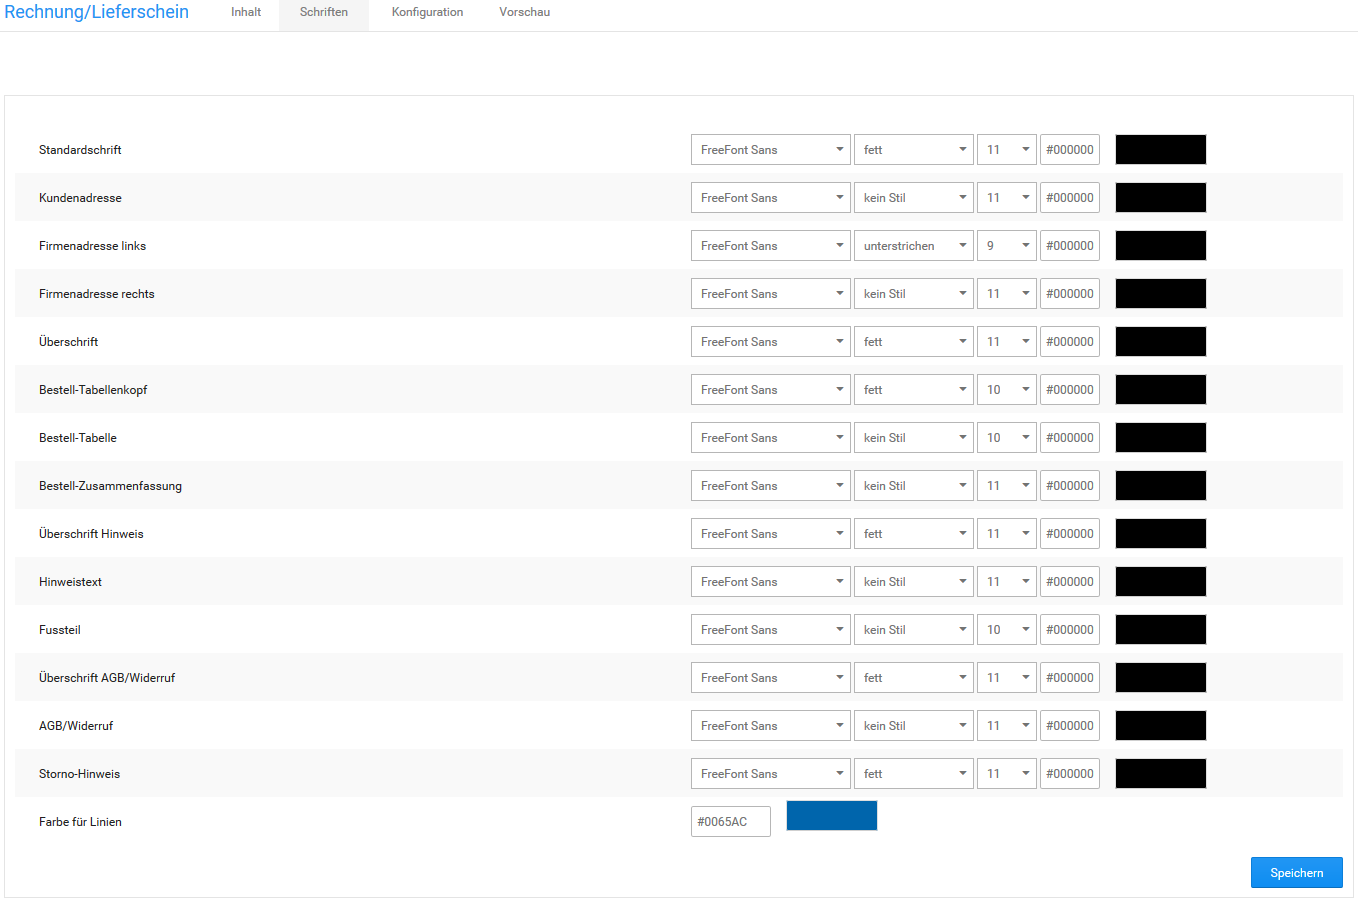 Rechnung/Lieferschein Inhalt Schriften Konfiguration Vorschau
Standardschrift FreeFont Sans fett 11 #000000
Kundenadresse FreeFont Sans kein Stil 11 #000000
Firmenadresse links FreeFont Sans unterstrichen 9 #000000
Firmenadresse rechts FreeFont Sans kein Stil 11 #000000
Überschrift FreeFont Sans fett 11 #000000
Bestell-Tabellenkopf FreeFont Sans fett 10 #000000
Bestell-Tabelle FreeFont Sans kein Stil 10 #000000
Bestell-Zusammenfassung FreeFont Sans kein Stil 11 #000000
Überschrift Hinweis FreeFont Sans fett 11 #000000
Hinweistext FreeFont Sans kein Stil 11 #000000
Fussteil FreeFont Sans kein Stil 10 #000000
Überschrift AGB/Widerruf FreeFont Sans fett 11 #000000
AGB/Widerruf FreeFont Sans kein Stil 11 #000000
Storno-Hinweis FreeFont Sans fett 11 #000000
Farbe für Linien #0065AC
Speichern